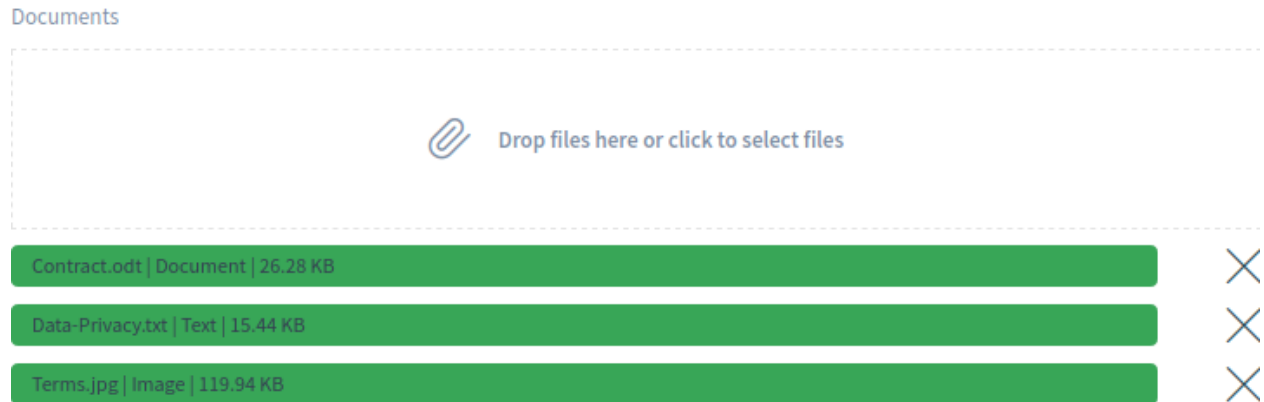 Documents
Drop files here or click to select files
Contract.odt | Document | 26.28 KB
Data-Privacy.txt | Text | 15.44 KB
Terms.jpg | Image | 119.94 KB